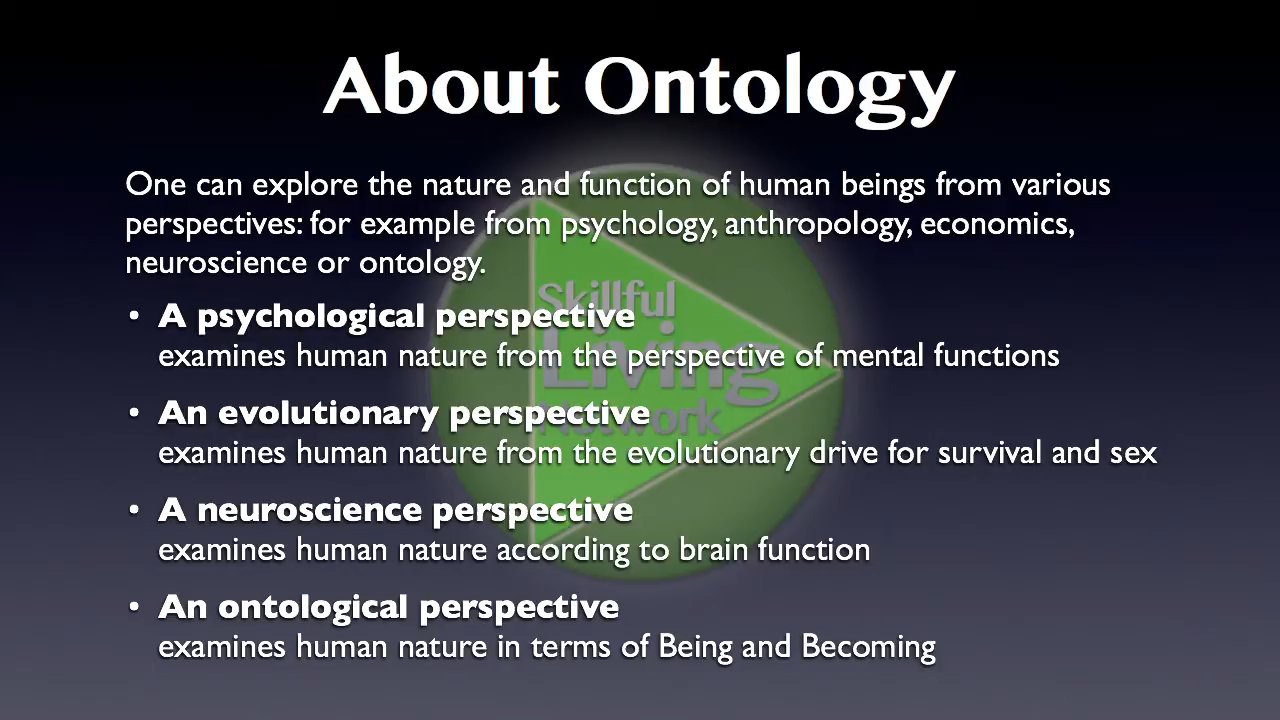 About Ontology
One can explore the nature and function of human beings from various
perspectives: for example from psychology, anthropology, economics,
neuroscience or ontology.
• A psychological perspective
examines human nature from the perspective of mental functions
• An evolutionary perspective
examines human nature from the evolutionary drive for survival and sex
• A neuroscience perspective
examines human nature according to brain function
• An ontological perspective
examines human nature in terms of Being and Becoming
Skillful
Living
Network